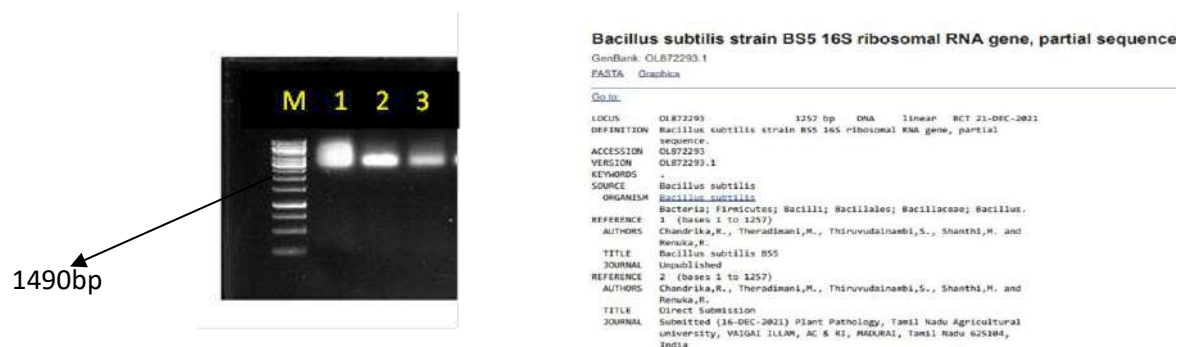 M 1 2 3
1490bp
Bacillus subtilis strain BS5 16S ribosomal RNA gene, partial sequence
GenBank: OL872293.1
FASTA Graphics
Go to:
LOCUS OL872293 1257 bp DNA linear BCT 21-DEC-2021
DEFINITION Bacillus subtilis strain BS5 16S ribosomal RNA gene, partial
sequence.
ACCESSION OL872293
VERSION OL872293.1
KEYWORDS .
SOURCE Bacillus subtilis
ORGANISM Bacillus subtilis
Bacteria; Firmicutes; Bacilli; Bacillales; Bacillaceae; Bacillus.
REFERENCE 1 (bases 1 to 1257)
AUTHORS Chandrika,R., Theradimani,M., Thiruvudainambi,S., Shanthi,M. and
Renuka,R.
TITLE Bacillus subtilis BS5
JOURNAL Unpublished
REFERENCE 2 (bases 1 to 1257)
AUTHORS Chandrika,R., Theradimani,M., Thiruvudainambi,S., Shanthi,M. and
Renuka,R.
TITLE Direct Submission
JOURNAL Submitted (16-DEC-2021) Plant Pathology, Tamil Nadu Agricultural
university, VAIGAI ILLAM, AC & RI, MADURAI, Tamil Nadu 625104,
India